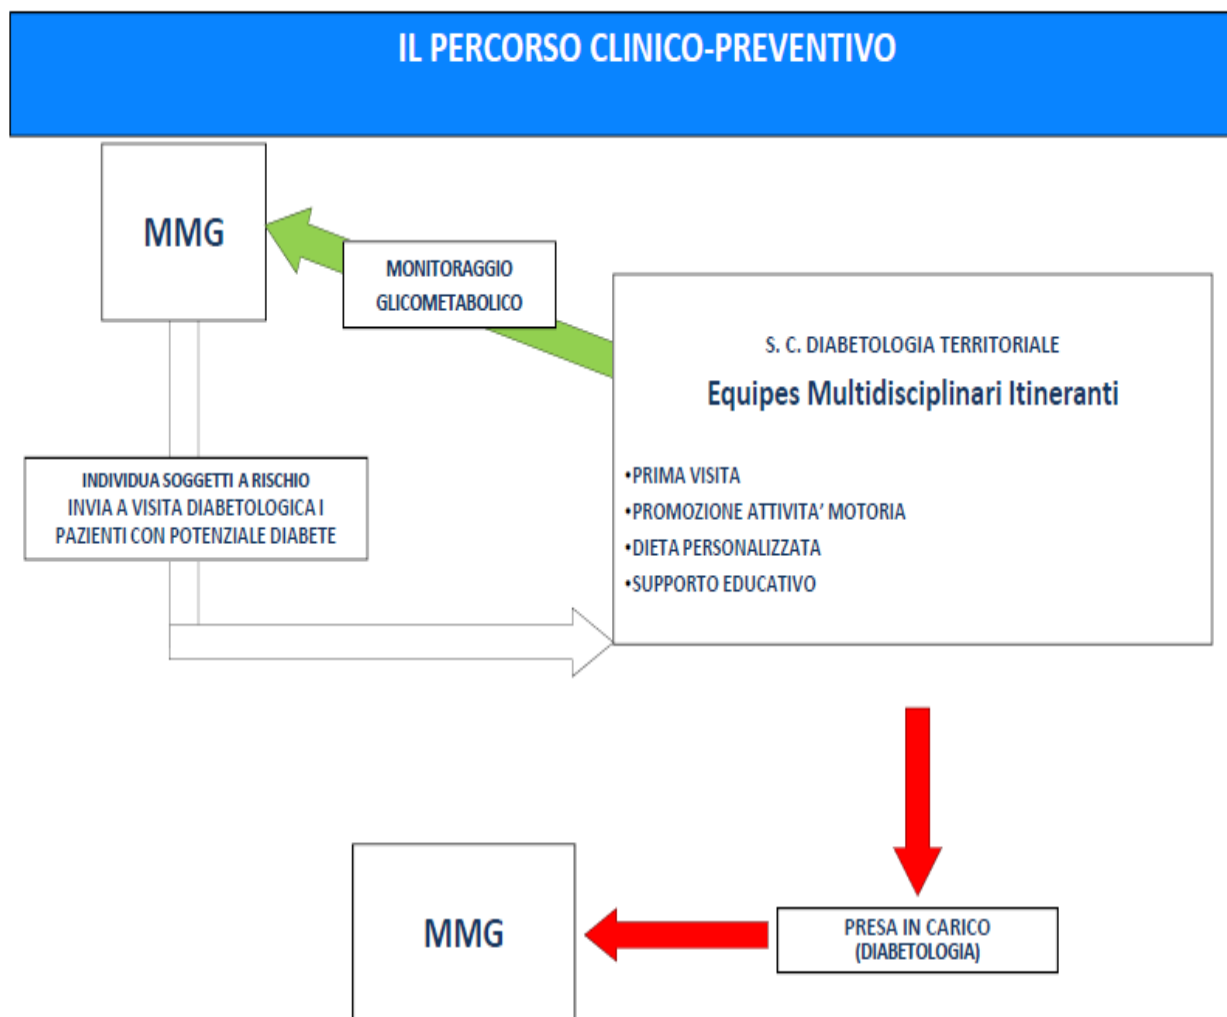 IL PERCORSO CLINICO-PREVENTIVO
MMG
MONITORAGGIO
GLICOMETABOLICO
S. C. DIABETOLOGIA TERRITORIALE
Equipes Multidisciplinari Itineranti
•PRIMA VISITA
•PROMOZIONE ATTIVITA’ MOTORIA
•DIETA PERSONALIZZATA
•SUPPORTO EDUCATIVO
INDIVIDUA SOGGETTI A RISCHIO
INVIA A VISITA DIABETOLOGICA I
PAZIENTI CON POTENZIALE DIABETE
MMG
PRESA IN CARICO
(DIABETOLOGIA)